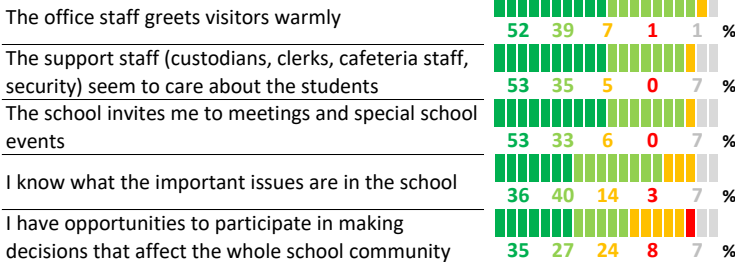 The office staff greets visitors warmly
52 39 7 1 1 %
The support staff (custodians, clerks, cafeteria staff,
security) seem to care about the students
53 35 5 0 7 %
The school invites me to meetings and special school
events
53 33 6 0 7 %
I know what the important issues are in the school
36 40 14 3 7 %
I have opportunities to participate in making
decisions that affect the whole school community
35 27 24 8 7 %